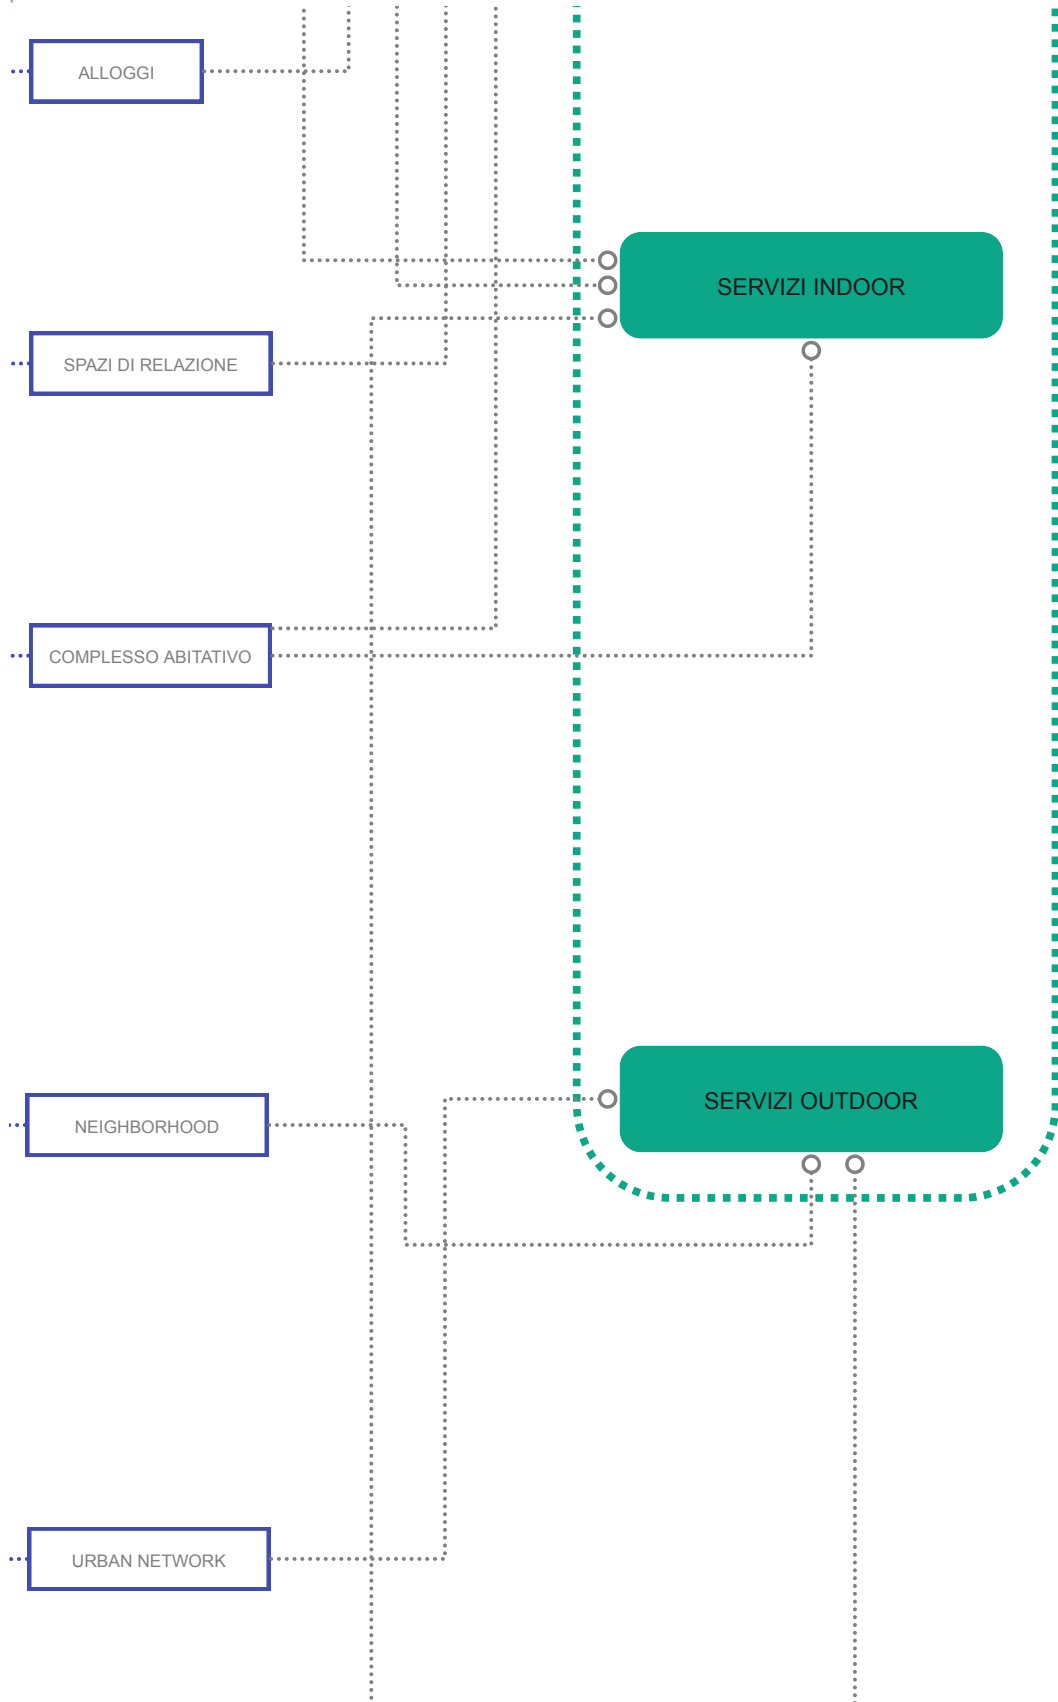 ALLOGGI
SERVIZI INDOOR
SPAZI DI RELAZIONE
COMPLESSO ABITATIVO
SERVIZI OUTDOOR
NEIGHBORHOOD
URBAN NETWORK